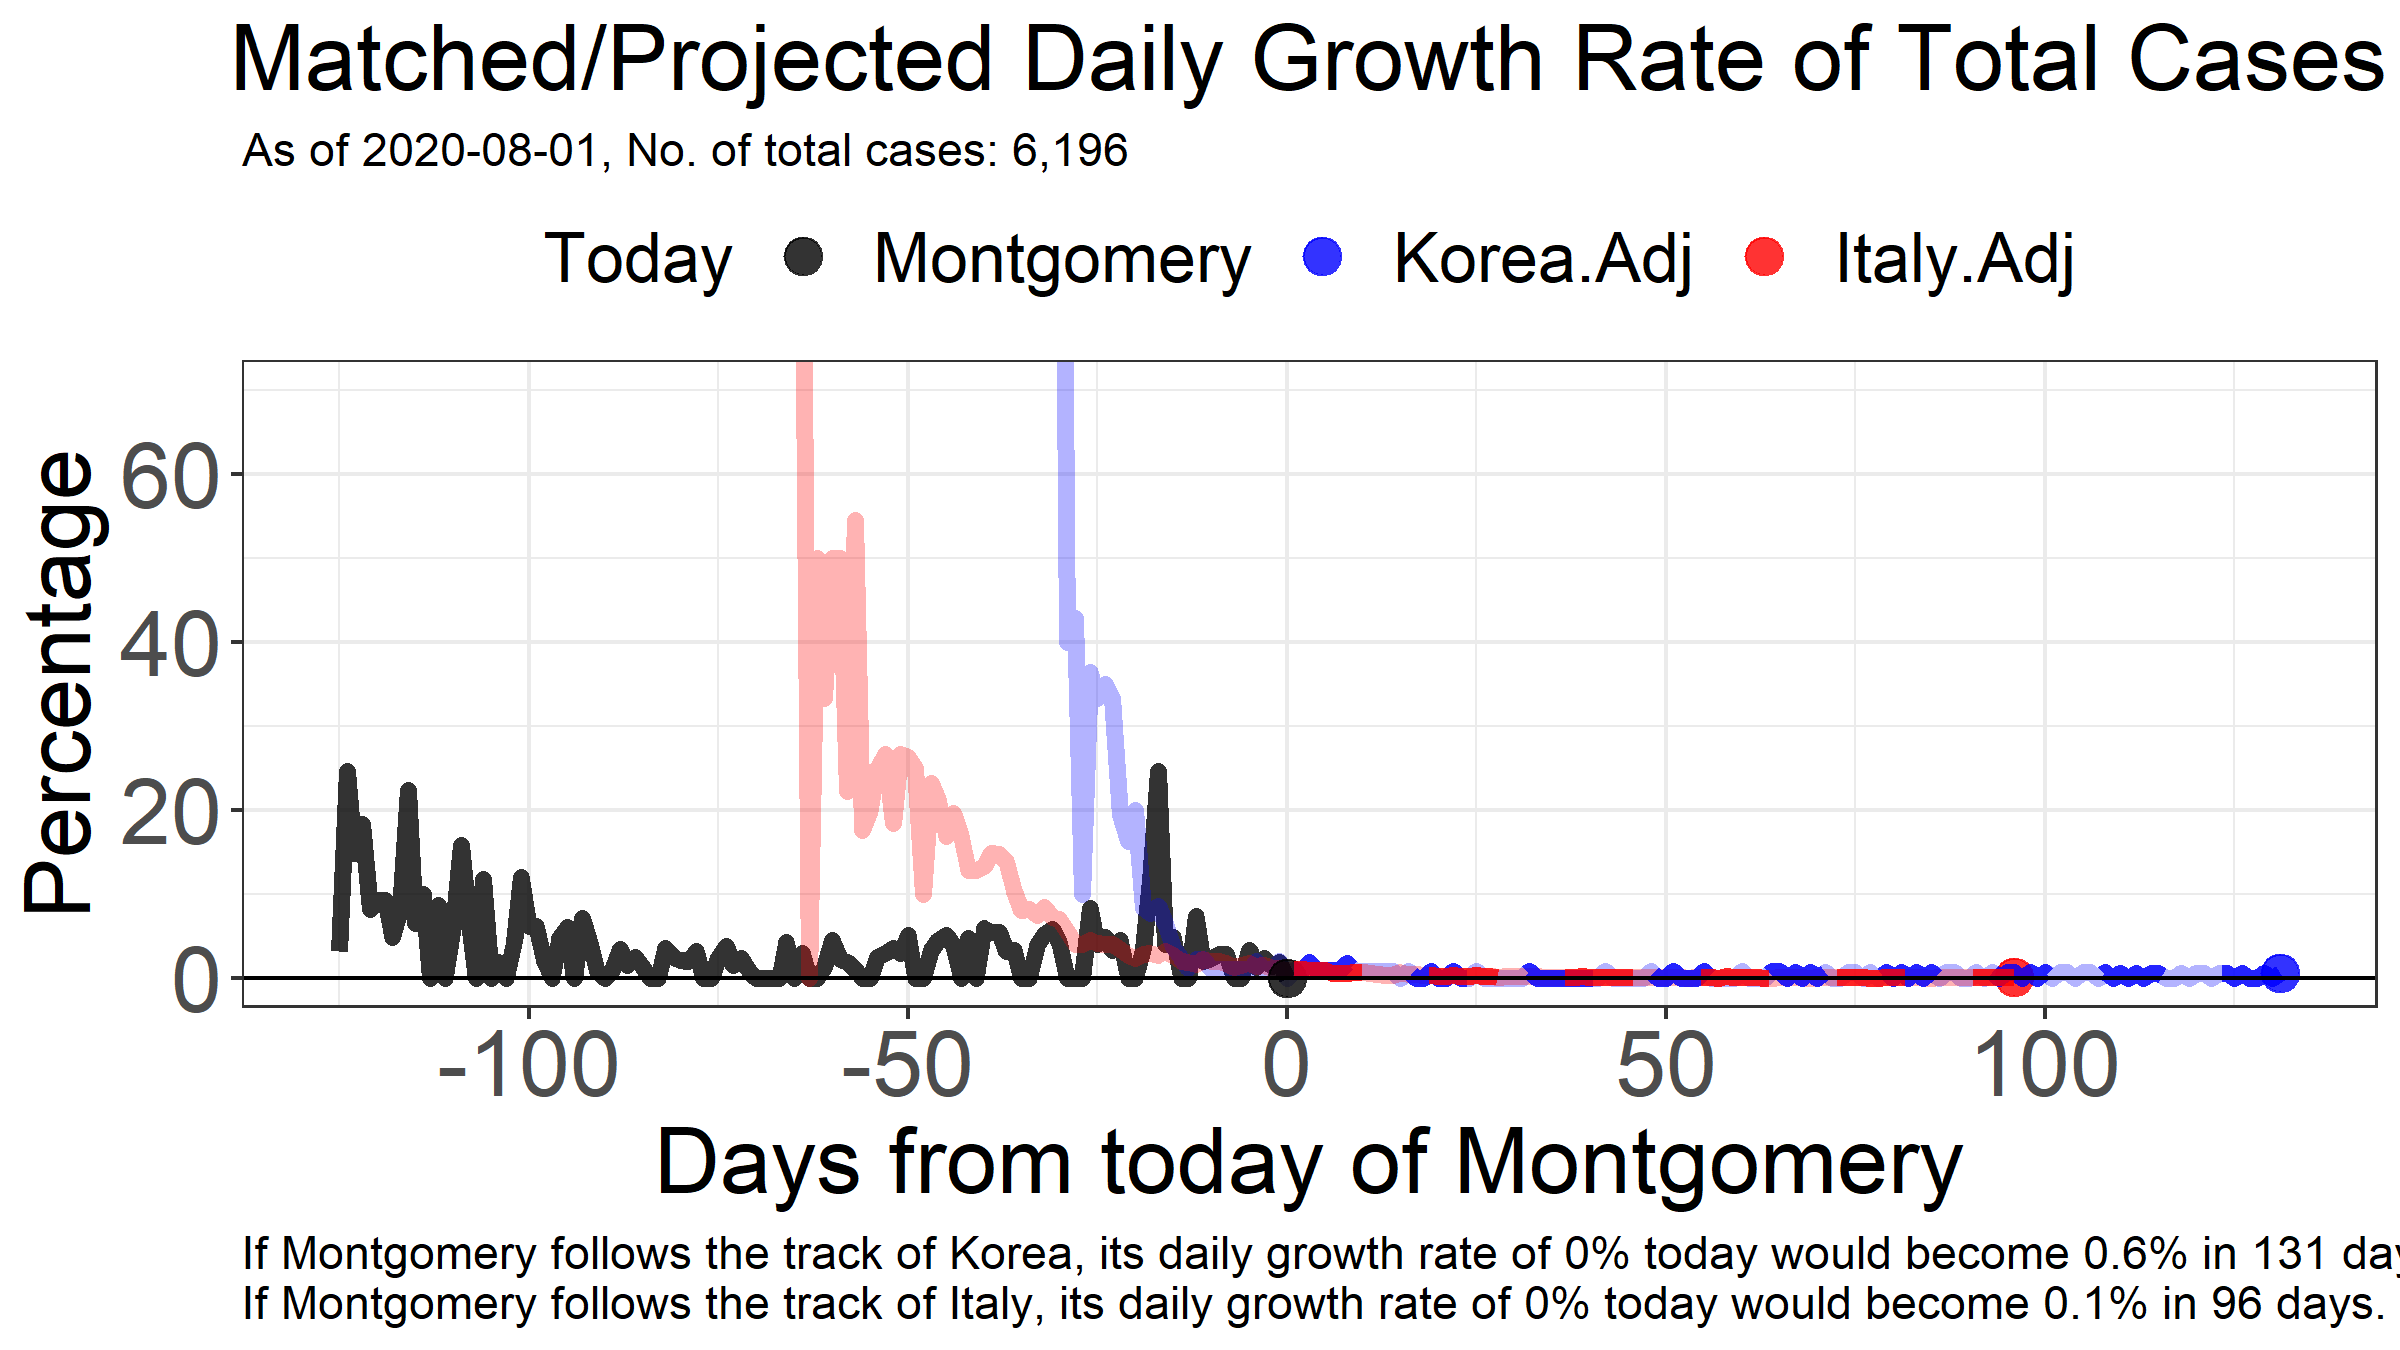 Matched/Projected Daily Growth Rate of Total Cases
As of 2020-08-01, No. of total cases: 6,196
Today Montgomery Korea.Adj Italy.Adj
Percentage
60
40
20
0
-100 -50 0 50 100
Days from today of Montgomery
If Montgomery follows the track of Korea, its daily growth rate of 0% today would become 0.6% in 131
If Montgomery follows the track of Italy, its daily growth rate of 0% today would become 0.1% in 96 days.